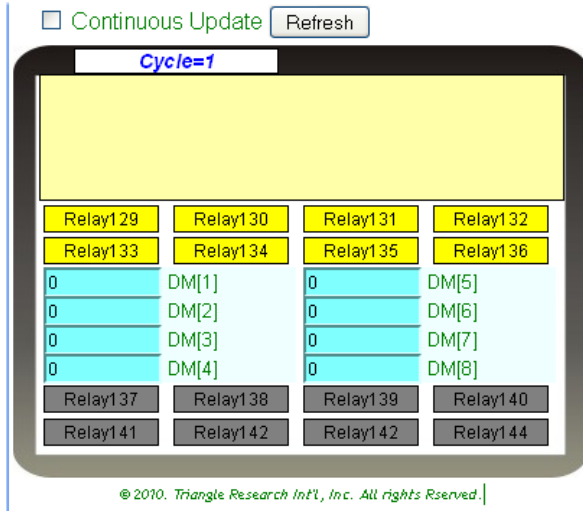 Continuous Update Refresh
Cycle=1
Relay129 Relay130 Relay131 Relay132
Relay133 Relay134 Relay135 Relay136
0 DM[1] 0 DM[5]
0 DM[2] 0 DM[6]
0 DM[3] 0 DM[7]
0 DM[4] 0 DM[8]
Relay137 Relay138 Relay139 Relay140
Relay141 Relay142 Relay142 Relay144
© 2010. Triangle Research Int'l, Inc. All rights Rserved.